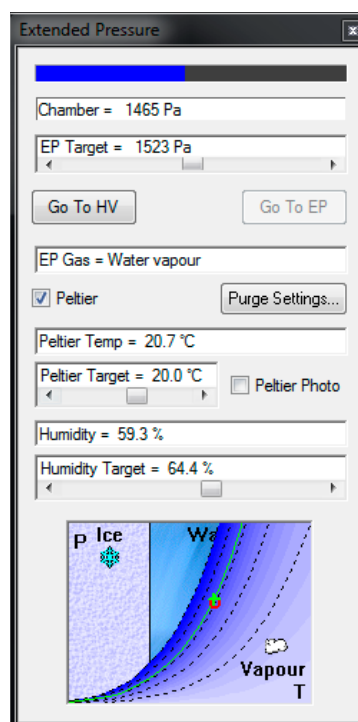 Extended Pressure
Chamber = 1465 Pa
EP Target = 1523 Pa
Go To HV
Go To EP
EP Gas = Water vapour
Peltier
Purge Settings...
Peltier Temp = 20.7 °C
Peltier Target = 20.0 °C
Peltier Photo
Humidity = 59.3 %
Humidity Target = 64.4 %
P
Ice
Wa
Vapour
T